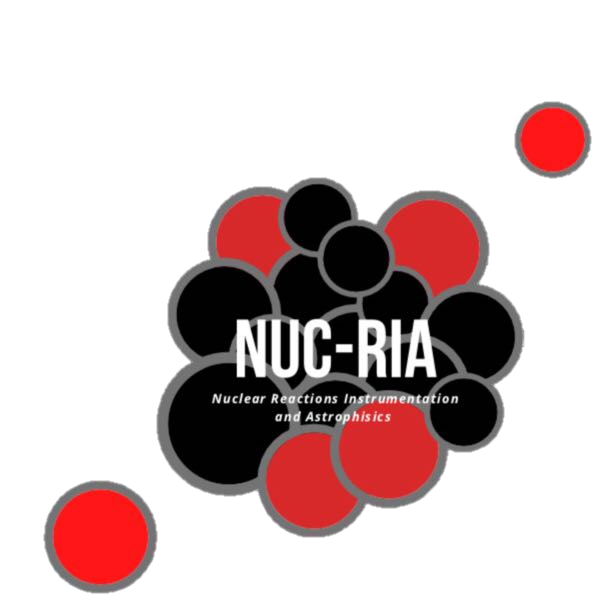 NUC-RIA
Nuclear Reactions Instrumentation
and Astrophisics